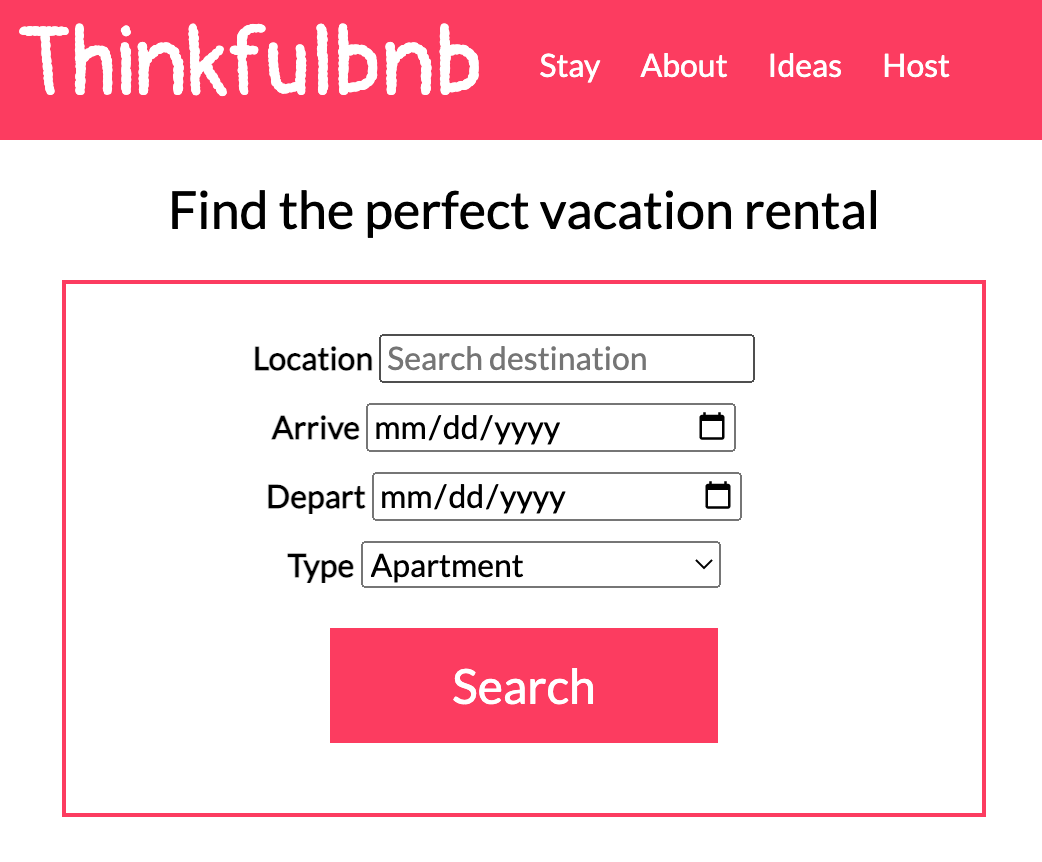 Thinkfulbnb Stay About Ideas Host
Find the perfect vacation rental
Location Search destination
Arrive mm/dd/yyyy
Depart mm/dd/yyyy
Type Apartment
Search